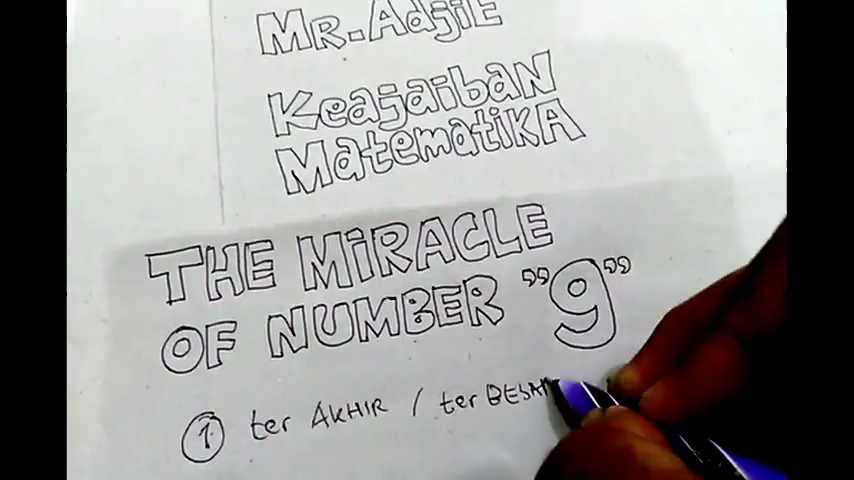 MR. AdjiE
KeajaibaN
MatematiKA
THE MiRACLE
OF NUMBER "9"
1. ter AKHIR / ter BESAR